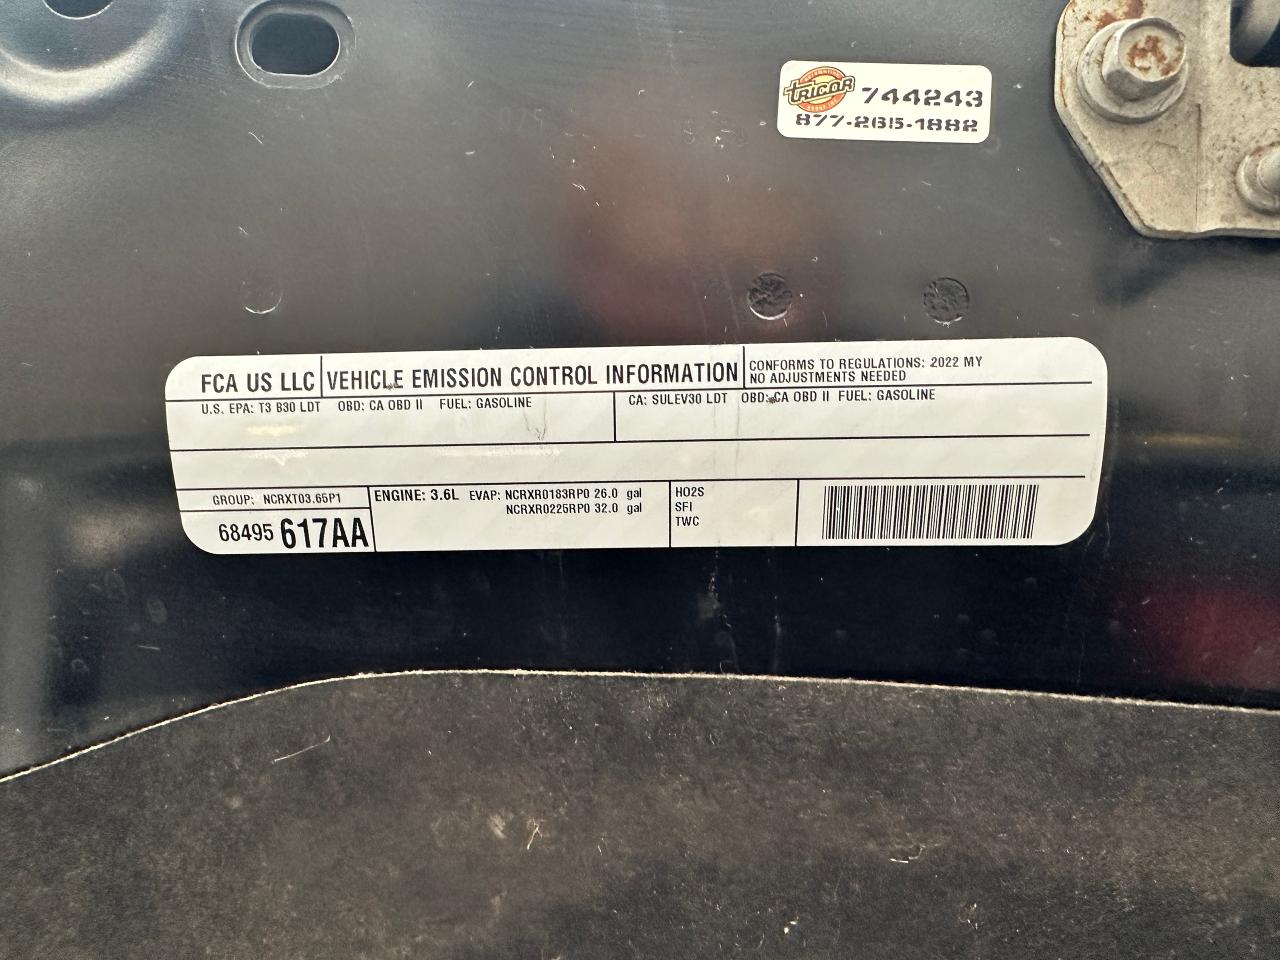 AUTOMOTIVE
TRICOR
744243
877-265-1882
FCA US LLC
VEHICLE EMISSION CONTROL INFORMATION
CONFORMS TO REGULATIONS: 2022 MY
NO ADJUSTMENTS NEEDED
U.S. EPA: T3 B30 LDT OBD: CA OBD II FUEL: GASOLINE
CA: SULEV30 LDT OBD: CA OBD II FUEL: GASOLINE
GROUP: NCRXT03.65P1
68495 617AA
ENGINE: 3.6L EVAP: NCRXR0183RP0 26.0 gal
NCRXR0225RP0 32.0 gal
HO2S
SFI
TWC